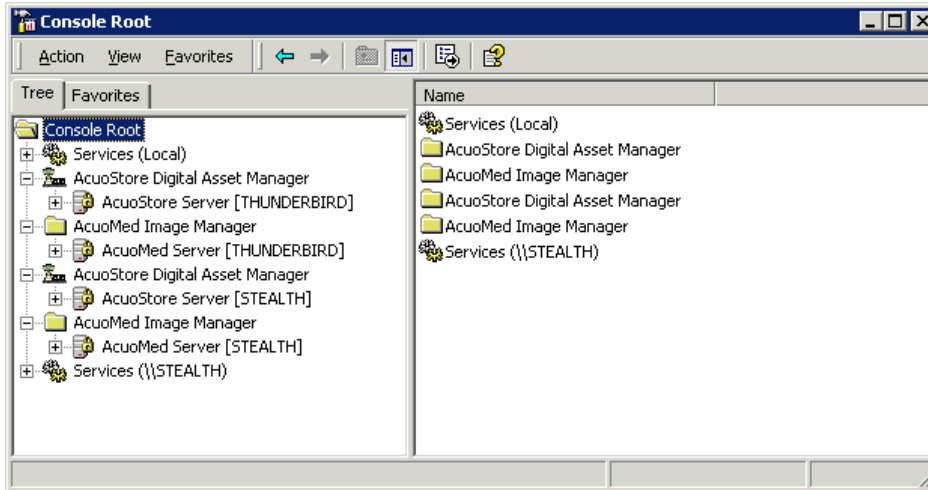 Console Root
Action View Favorites
Tree Favorites
Console Root
Services (Local)
AcuoStore Digital Asset Manager
AcuoStore Server [THUNDERBIRD]
AcuoMed Image Manager
AcuoMed Server [THUNDERBIRD]
AcuoStore Digital Asset Manager
AcuoStore Server [STEALTH]
AcuoMed Image Manager
AcuoMed Server [STEALTH]
Services (\\STEALTH)
Name
Services (Local)
AcuoStore Digital Asset Manager
AcuoMed Image Manager
AcuoStore Digital Asset Manager
AcuoMed Image Manager
Services (\\STEALTH)